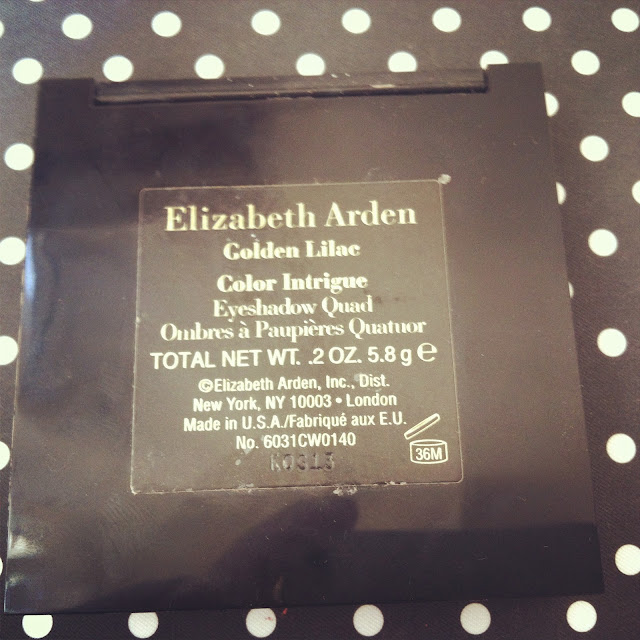 Elizabeth Arden
Golden Lilac
Color Intrigue
Eyeshadow Quad
Ombres à Paupières Quatuor
TOTAL NET WT. .2 OZ. 5.8 g ℮
©Elizabeth Arden, Inc., Dist.
New York, NY 10003 • London
Made in U.S.A./Fabriqué aux E.U.
No. 6031CW0140
36M